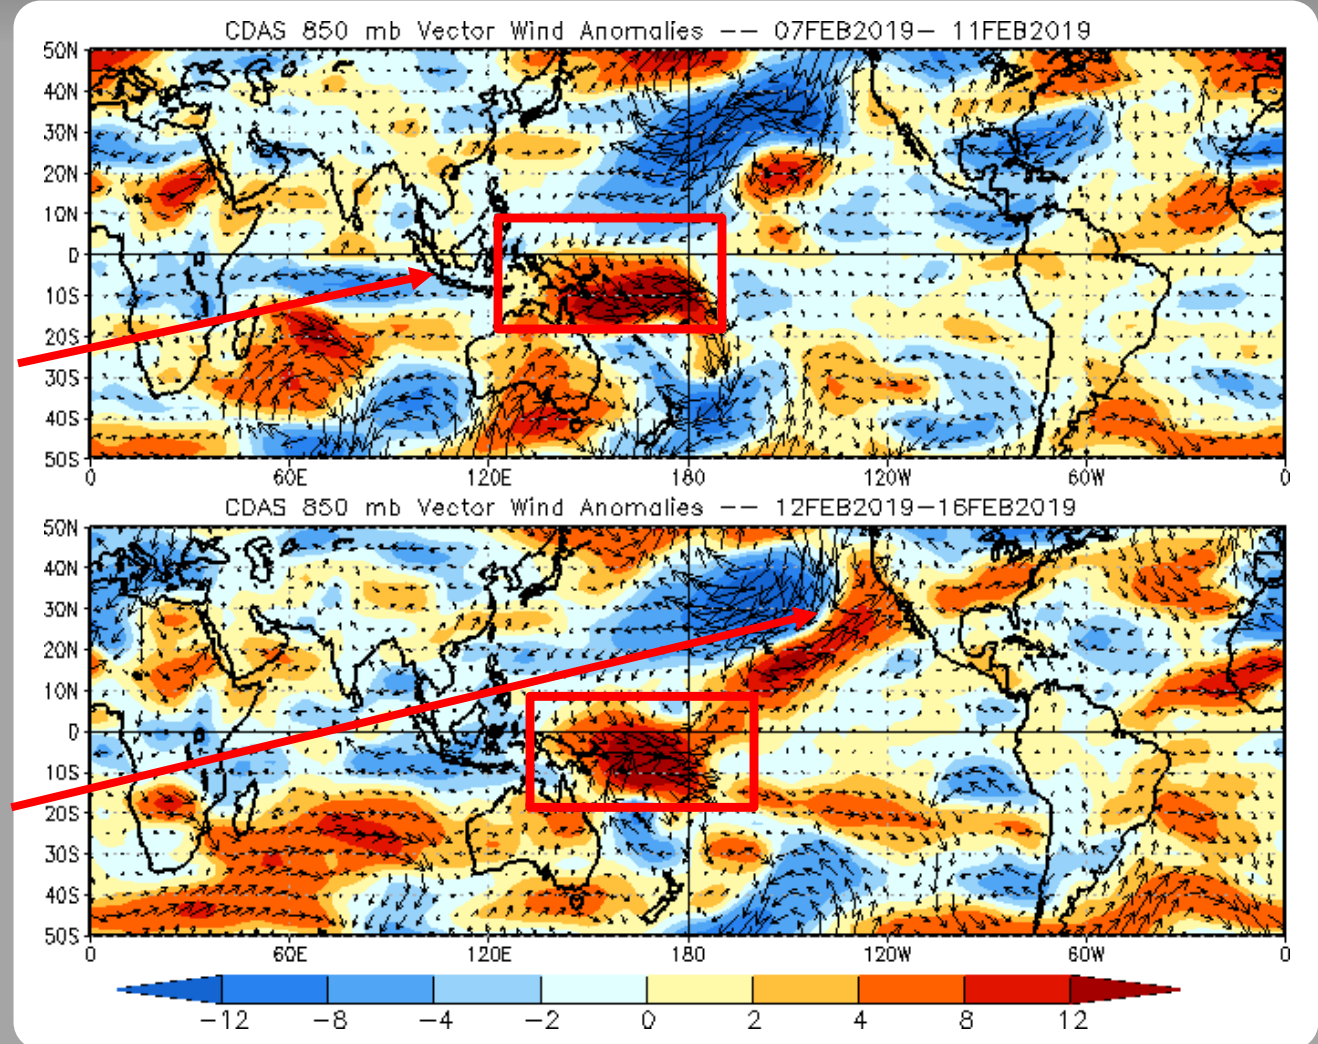 CDAS 850 mb Vector Wind Anomalies -- 07FEB2019- 11FEB2019
50N
40N
30N
20N
10N
0
10S
20S
30S
40S
50S
0 60E 120E 180 120W 60W 0
CDAS 850 mb Vector Wind Anomalies -- 12FEB2019-16FEB2019
50N
40N
30N
20N
10N
0
10S
20S
30S
40S
50S
0 60E 120E 180 120W 60W 0
-12 -8 -4 -2 0 2 4 8 12